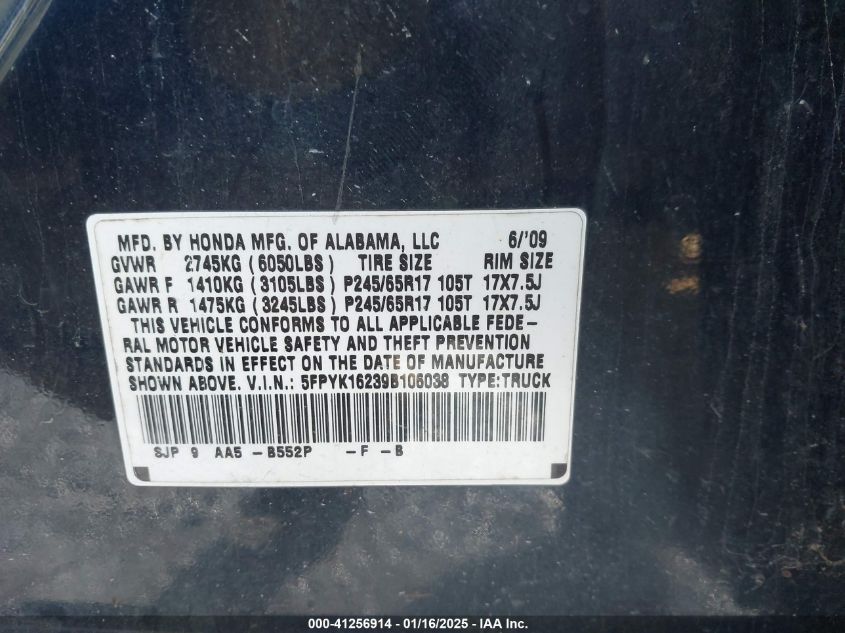 MFD. BY HONDA MFG. OF ALABAMA, LLC 6/'09
GVWR 2745KG (6050LBS) TIRE SIZE RIM SIZE
GAWR F 1410KG (3105LBS) P245/65R17 105T 17X7.5J
GAWR R 1475KG (3245LBS) P245/65R17 105T 17X7.5J
THIS VEHICLE CONFORMS TO ALL APPLICABLE FEDE-
RAL MOTOR VEHICLE SAFETY AND THEFT PREVENTION
STANDARDS IN EFFECT ON THE DATE OF MANUFACTURE
SHOWN ABOVE. V.I.N.: 5FPYK16239B106038 TYPE:TRUCK
SJP 9 AA5 -B552P -F -B
000-41256914 - 01/16/2025 - IAA, Inc.